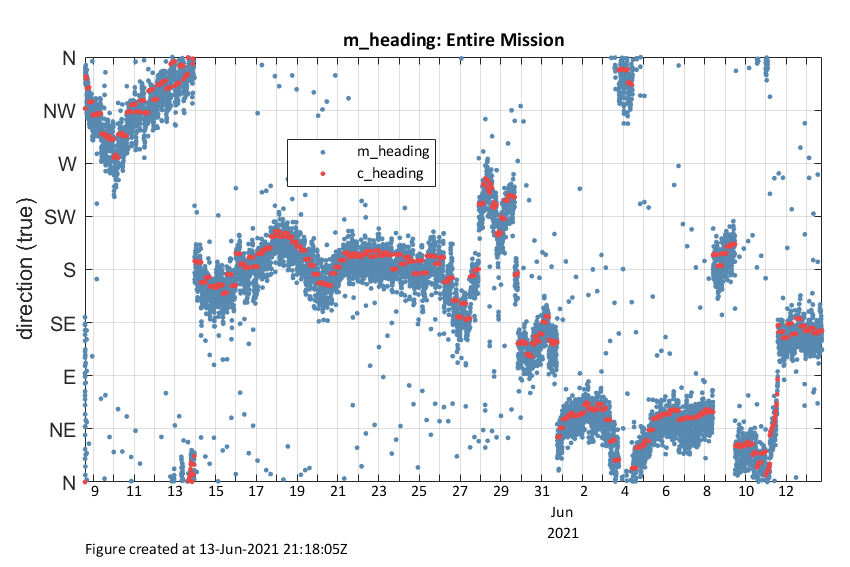 m_heading: Entire Mission
direction (true)
N
NW
W
SW
S
SE
E
NE
N
m_heading
c_heading
9 11 13 15 17 19 21 23 25 27 29 31 2 4 6 8 10 12
Jun
2021
Figure created at 13-Jun-2021 21:18:05Z